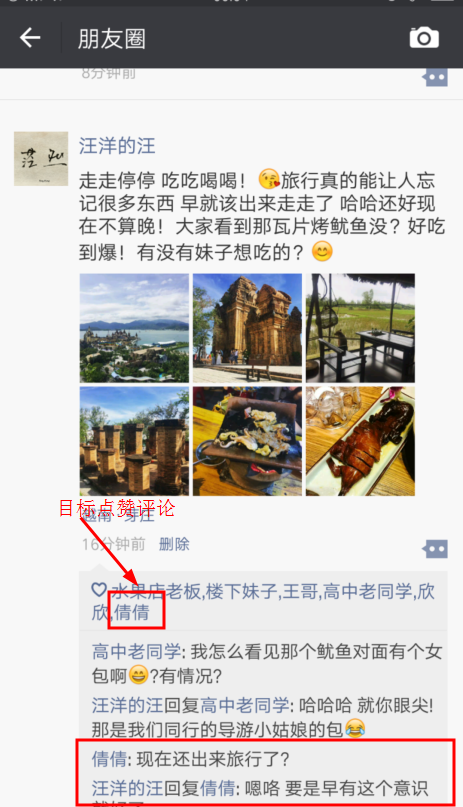 朋友圈
8分钟前
汪洋的汪
走走停停 吃吃喝喝！😘旅行真的能让人忘
记很多东西 早就该出来走走了 哈哈还好现
在不算晚！大家看到那瓦片烤鱿鱼没？好吃
到爆！有没有妹子想吃的？😊
目标点赞评论
越南·芽庄
16分钟前 删除
水果店老板,楼下妹子,王哥,高中老同学,欣
欣,倩倩
高中老同学: 我怎么看见那个鱿鱼对面有个女
包啊😄?有情况?
汪洋的汪回复高中老同学: 哈哈哈 就你眼尖!
那是我们同行的导游小姑娘的包😂
倩倩: 现在还出来旅行了?
汪洋的汪回复倩倩: 嗯咯 要是早有这个意识